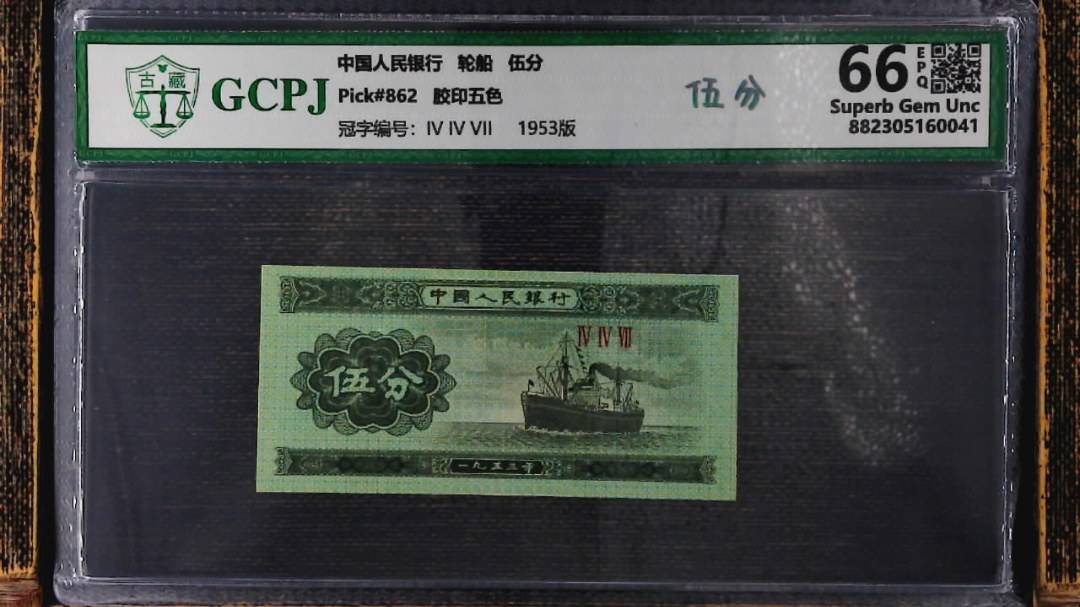 古藏
GCPJ
中国人民银行 轮船 伍分
Pick#862 胶印五色
冠字编号：IV IV VII 1953版
伍分
66 EPQ
Superb Gem Unc
882305160041
中國人民銀行
IV IV VII
伍分
一九五三年